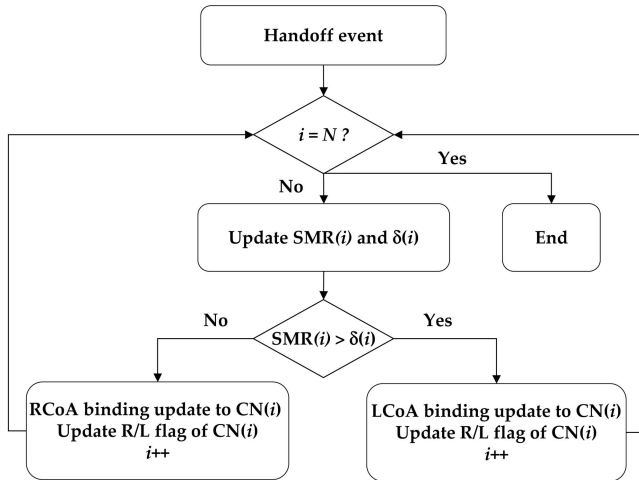 Handoff event
i = N ?
Yes
No
Update SMR(i) and δ(i)
End
No
SMR(i) > δ(i)
Yes
RCoA binding update to CN(i)
Update R/L flag of CN(i)
i++
LCoA binding update to CN(i)
Update R/L flag of CN(i)
i++